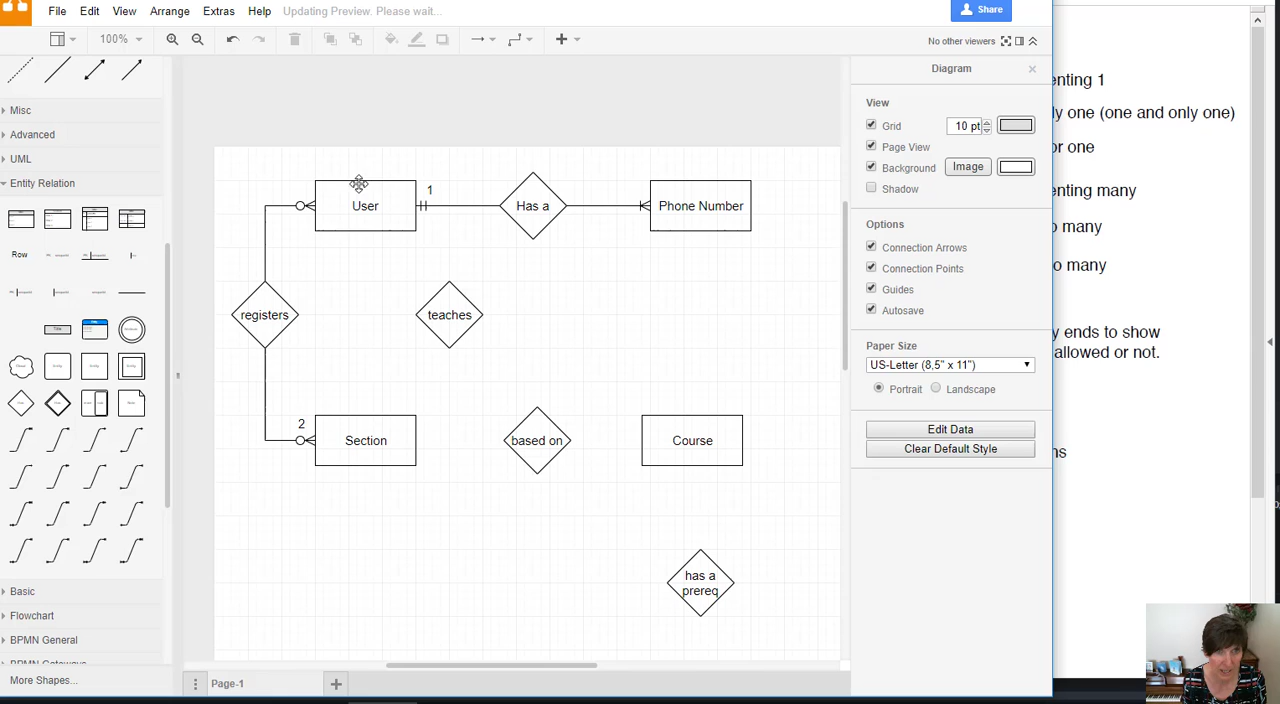 File Edit View Arrange Extras Help Updating Preview. Please wait...
Share
100%
No other viewers
Misc
Advanced
UML
Entity Relation
Row
Basic
Flowchart
BPMN General
More Shapes...
User
1
Has a
Phone Number
registers
teaches
2
Section
based on
Course
has a
prereq
Page-1
Diagram
View
Grid 10 pt
Page View
Background Image
Shadow
Options
Connection Arrows
Connection Points
Guides
Autosave
Paper Size
US-Letter (8,5" x 11")
Portrait Landscape
Edit Data
Clear Default Style
enting 1
ly one (one and only one)
or one
enting many
o many
o many
y ends to show
allowed or not.
ns